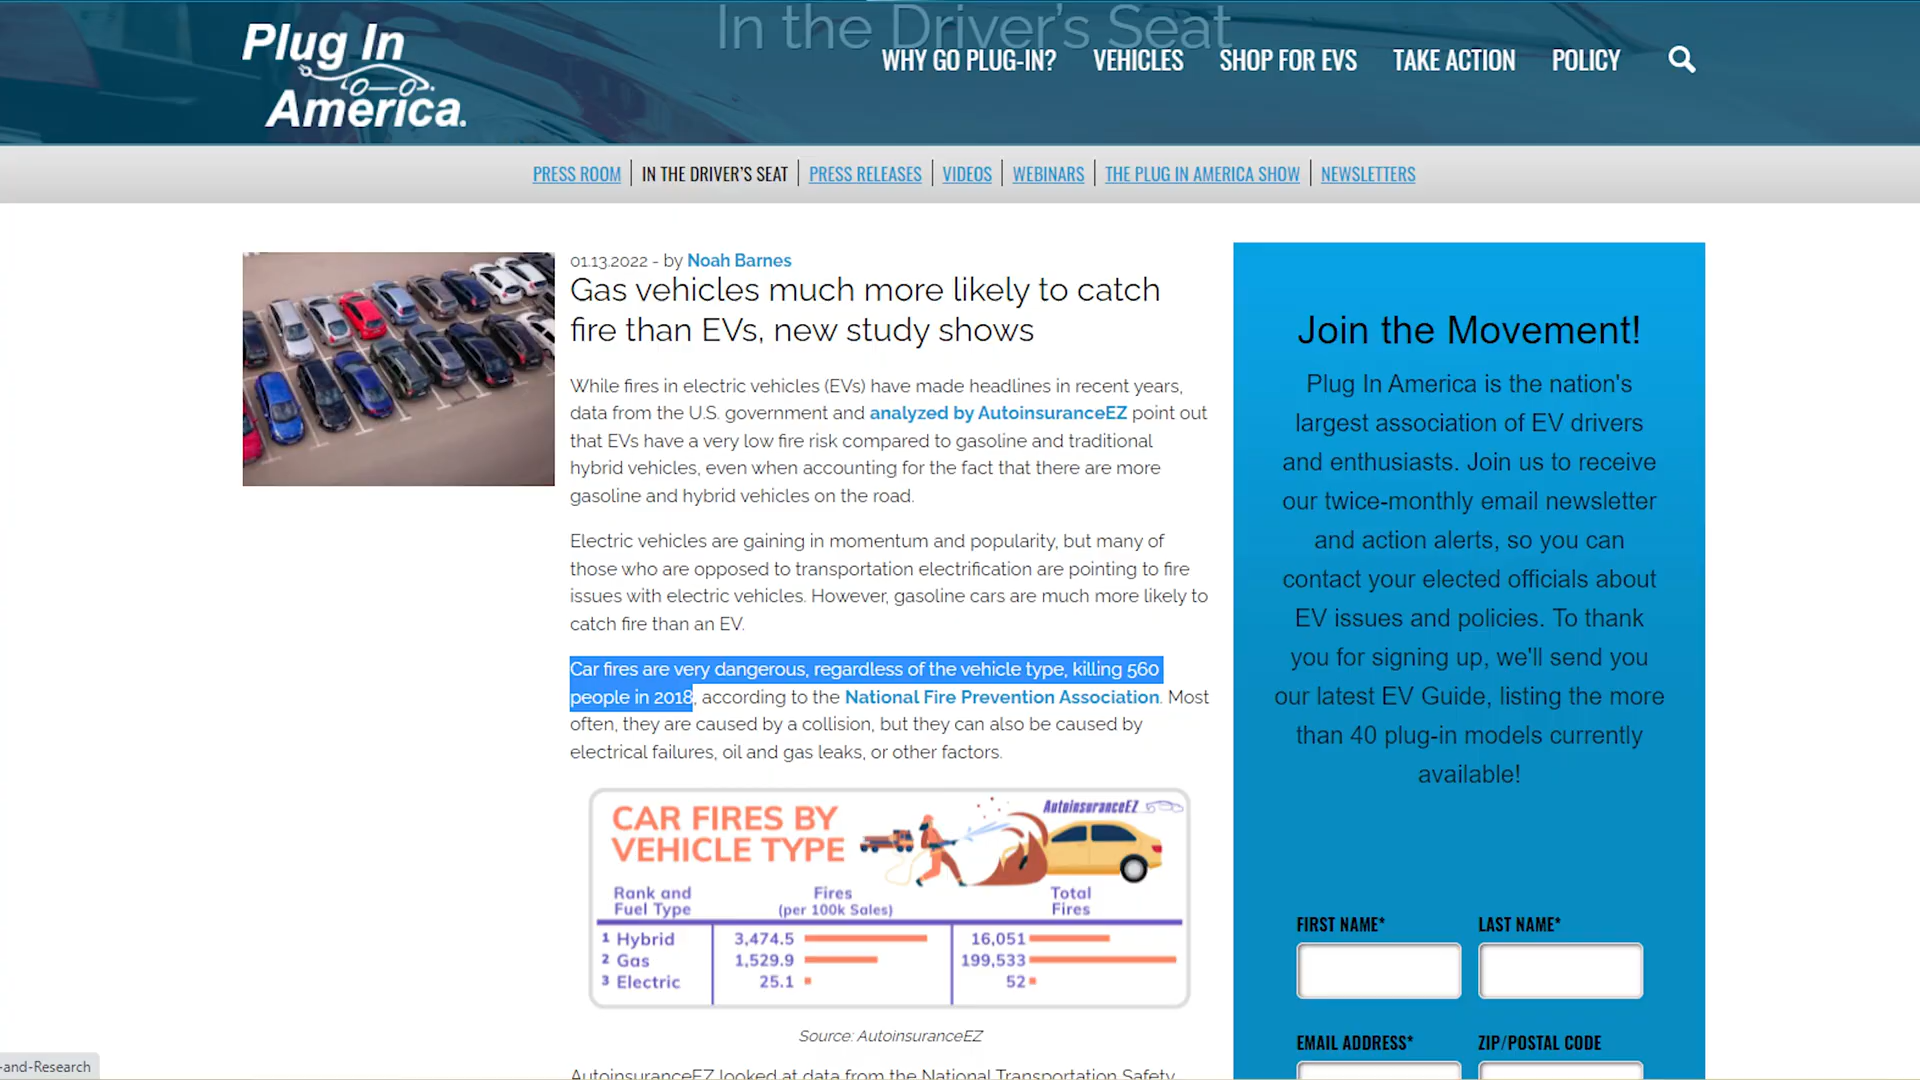 In the Driver's Seat
Plug In
America.
WHY GO PLUG-IN? VEHICLES SHOP FOR EVS TAKE ACTION POLICY
PRESS ROOM IN THE DRIVER'S SEAT PRESS RELEASES VIDEOS WEBINARS THE PLUG IN AMERICA SHOW NEWSLETTERS
01.13.2022 - by Noah Barnes
Gas vehicles much more likely to catch
fire than EVs, new study shows
While fires in electric vehicles (EVs) have made headlines in recent years,
data from the U.S. government and analyzed by AutoinsuranceEZ point out
that EVs have a very low fire risk compared to gasoline and traditional
hybrid vehicles, even when accounting for the fact that there are more
gasoline and hybrid vehicles on the road.
Electric vehicles are gaining in momentum and popularity, but many of
those who are opposed to transportation electrification are pointing to fire
issues with electric vehicles. However, gasoline cars are much more likely to
catch fire than an EV.
Car fires are very dangerous, regardless of the vehicle type, killing 560
people in 2018, according to the National Fire Prevention Association. Most
often, they are caused by a collision, but they can also be caused by
electrical failures, oil and gas leaks, or other factors.
CAR FIRES BY
VEHICLE TYPE
AutoinsuranceEZ
Rank and
Fuel Type
Fires
(per 100k Sales)
Total
Fires
1 Hybrid 3,474.5 16,051
2 Gas 1,529.9 199,533
3 Electric 25.1 52
Source: AutoinsuranceEZ
AutoinsuranceEZ looked at data from the National Transportation Safety
Join the Movement!
Plug In America is the nation's
largest association of EV drivers
and enthusiasts. Join us to receive
our twice-monthly email newsletter
and action alerts, so you can
contact your elected officials about
EV issues and policies. To thank
you for signing up, we'll send you
our latest EV Guide, listing the more
than 40 plug-in models currently
available!
FIRST NAME* LAST NAME*
EMAIL ADDRESS* ZIP/POSTAL CODE
-and-Research